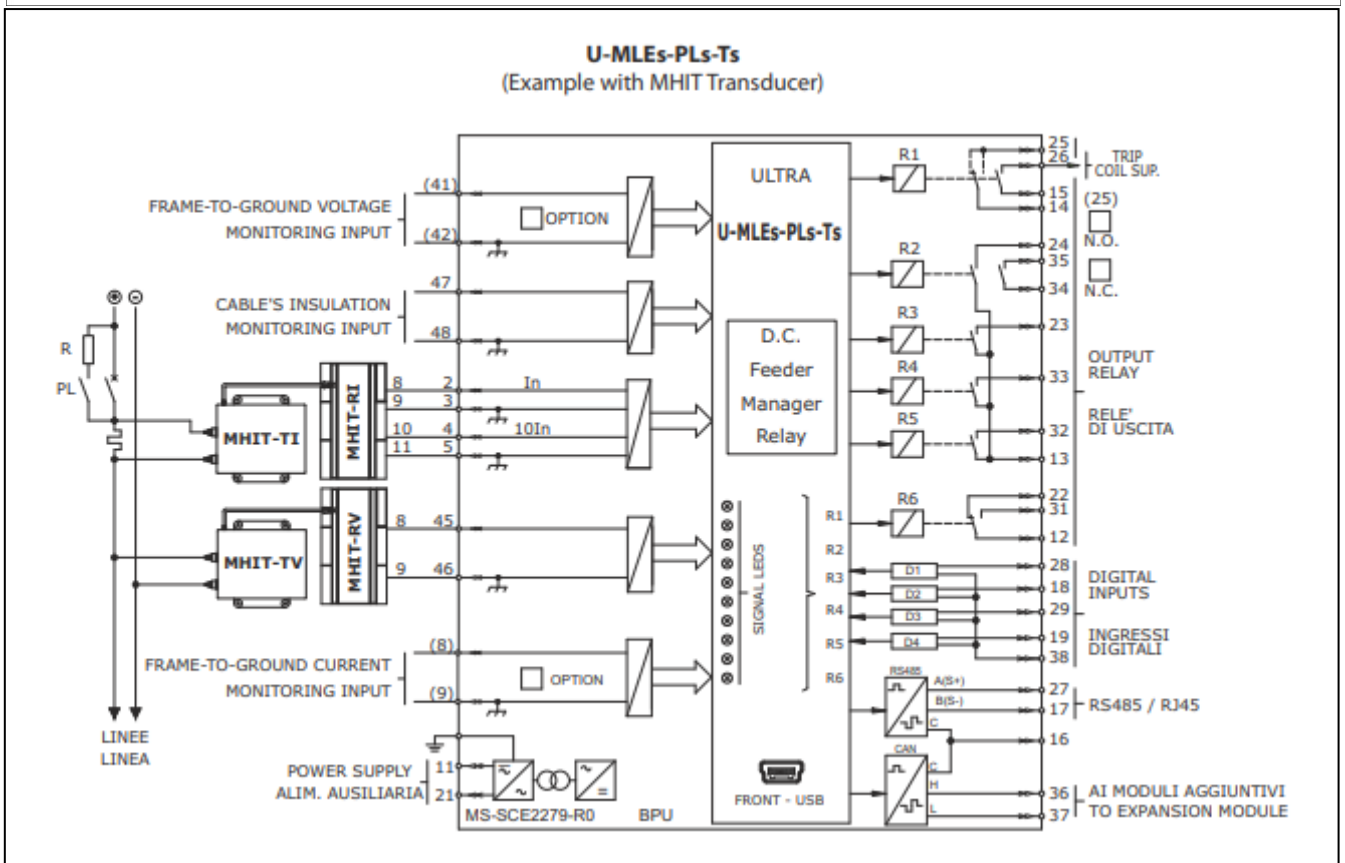 U-MLEs-PLs-Ts
(Example with MHIT Transducer)
FRAME-TO-GROUND VOLTAGE
MONITORING INPUT
(41)
(42)
OPTION
CABLE'S INSULATION
MONITORING INPUT
47
48
R
PL
MHIT-TI
MHIT-RI
8
9
10
11
2
3
4
5
In
10In
MHIT-TV
MHIT-RV
8
9
45
46
FRAME-TO-GROUND CURRENT
MONITORING INPUT
(8)
(9)
OPTION
LINEE
LINEA
POWER SUPPLY
ALIM. AUSILIARIA
11
21
MS-SCE2279-R0
BPU
ULTRA
U-MLEs-PLs-Ts
D.C.
Feeder
Manager
Relay
SIGNAL LEDS
R1
R2
R3
R4
R5
R6
FRONT - USB
R1
R2
R3
R4
R5
R6
25
26
TRIP
COIL SUP.
15
14
(25)
N.O.
24
35
34
N.C.
23
33
OUTPUT
RELAY
32
13
RELE'
DI USCITA
22
31
12
D1
D2
D3
D4
28
18
29
19
38
DIGITAL
INPUTS
INGRESSI
DIGITALI
RS485
A(S+)
B(S-)
C
27
17
RS485 / RJ45
16
CAN
C
H
L
36
37
AI MODULI AGGIUNTIVI
TO EXPANSION MODULE